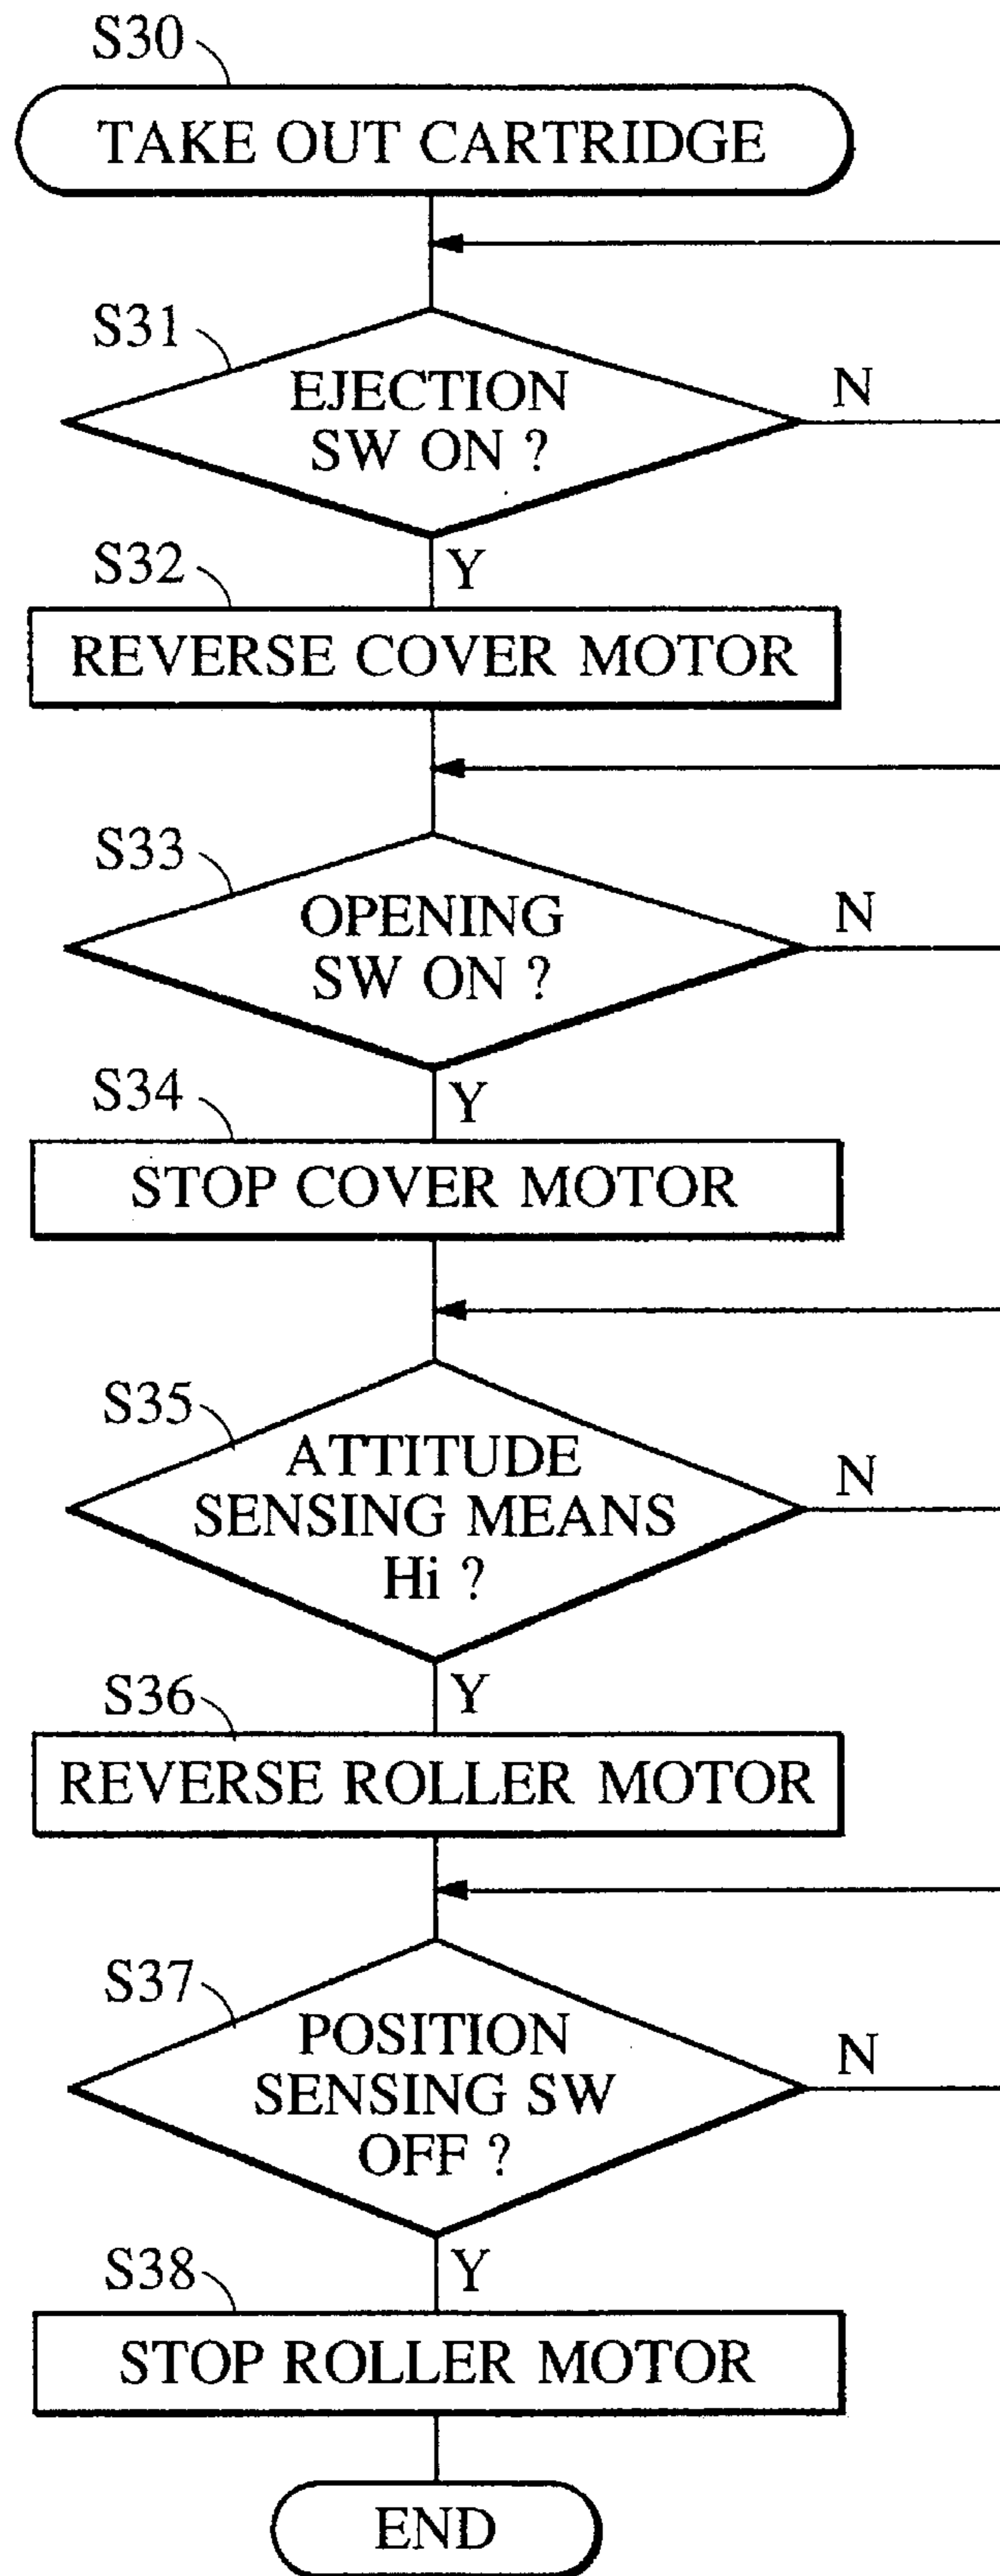 S30
TAKE OUT CARTRIDGE
S31
EJECTION
SW ON ?
N
Y
S32
REVERSE COVER MOTOR
S33
OPENING
SW ON ?
N
Y
S34
STOP COVER MOTOR
S35
ATTITUDE
SENSING MEANS
Hi ?
N
Y
S36
REVERSE ROLLER MOTOR
S37
POSITION
SENSING SW
OFF ?
N
Y
S38
STOP ROLLER MOTOR
END